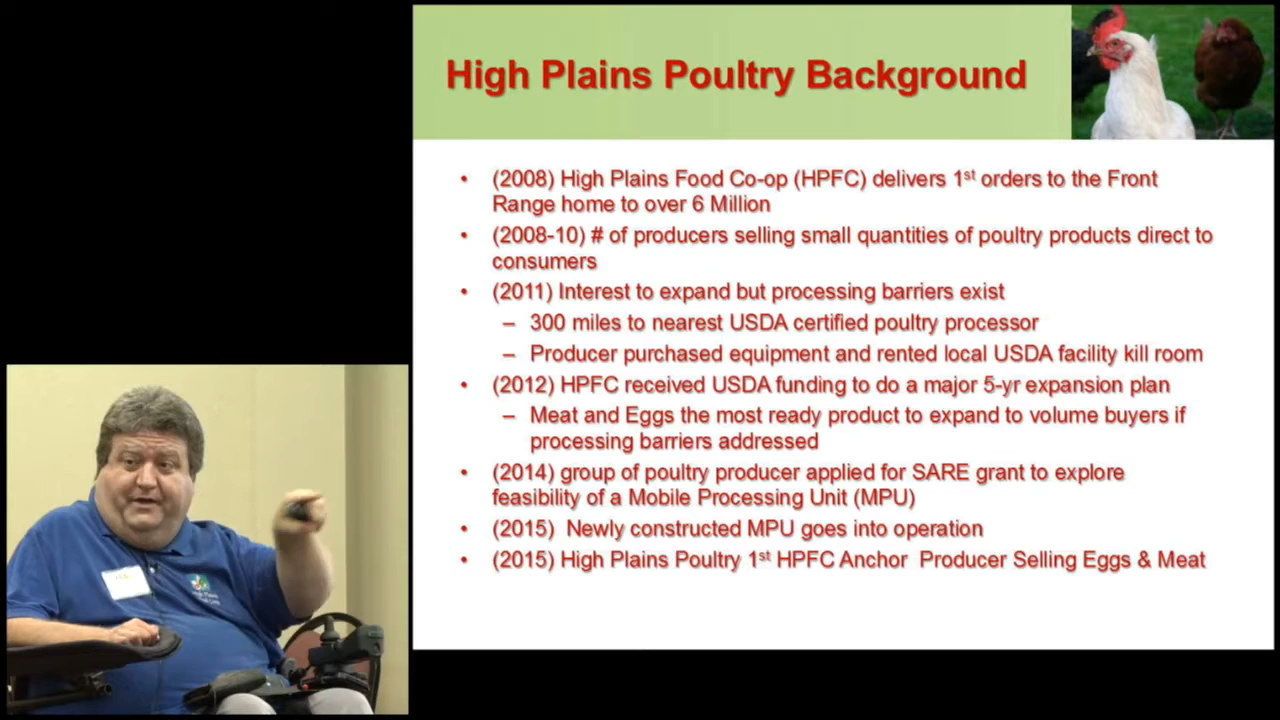 High Plains Poultry Background
• (2008) High Plains Food Co-op (HPFC) delivers 1st orders to the Front
Range home to over 6 Million
• (2008-10) # of producers selling small quantities of poultry products direct to
consumers
• (2011) Interest to expand but processing barriers exist
– 300 miles to nearest USDA certified poultry processor
– Producer purchased equipment and rented local USDA facility kill room
• (2012) HPFC received USDA funding to do a major 5-yr expansion plan
– Meat and Eggs the most ready product to expand to volume buyers if
processing barriers addressed
• (2014) group of poultry producer applied for SARE grant to explore
feasibility of a Mobile Processing Unit (MPU)
• (2015) Newly constructed MPU goes into operation
• (2015) High Plains Poultry 1st HPFC Anchor Producer Selling Eggs & Meat
High Plains